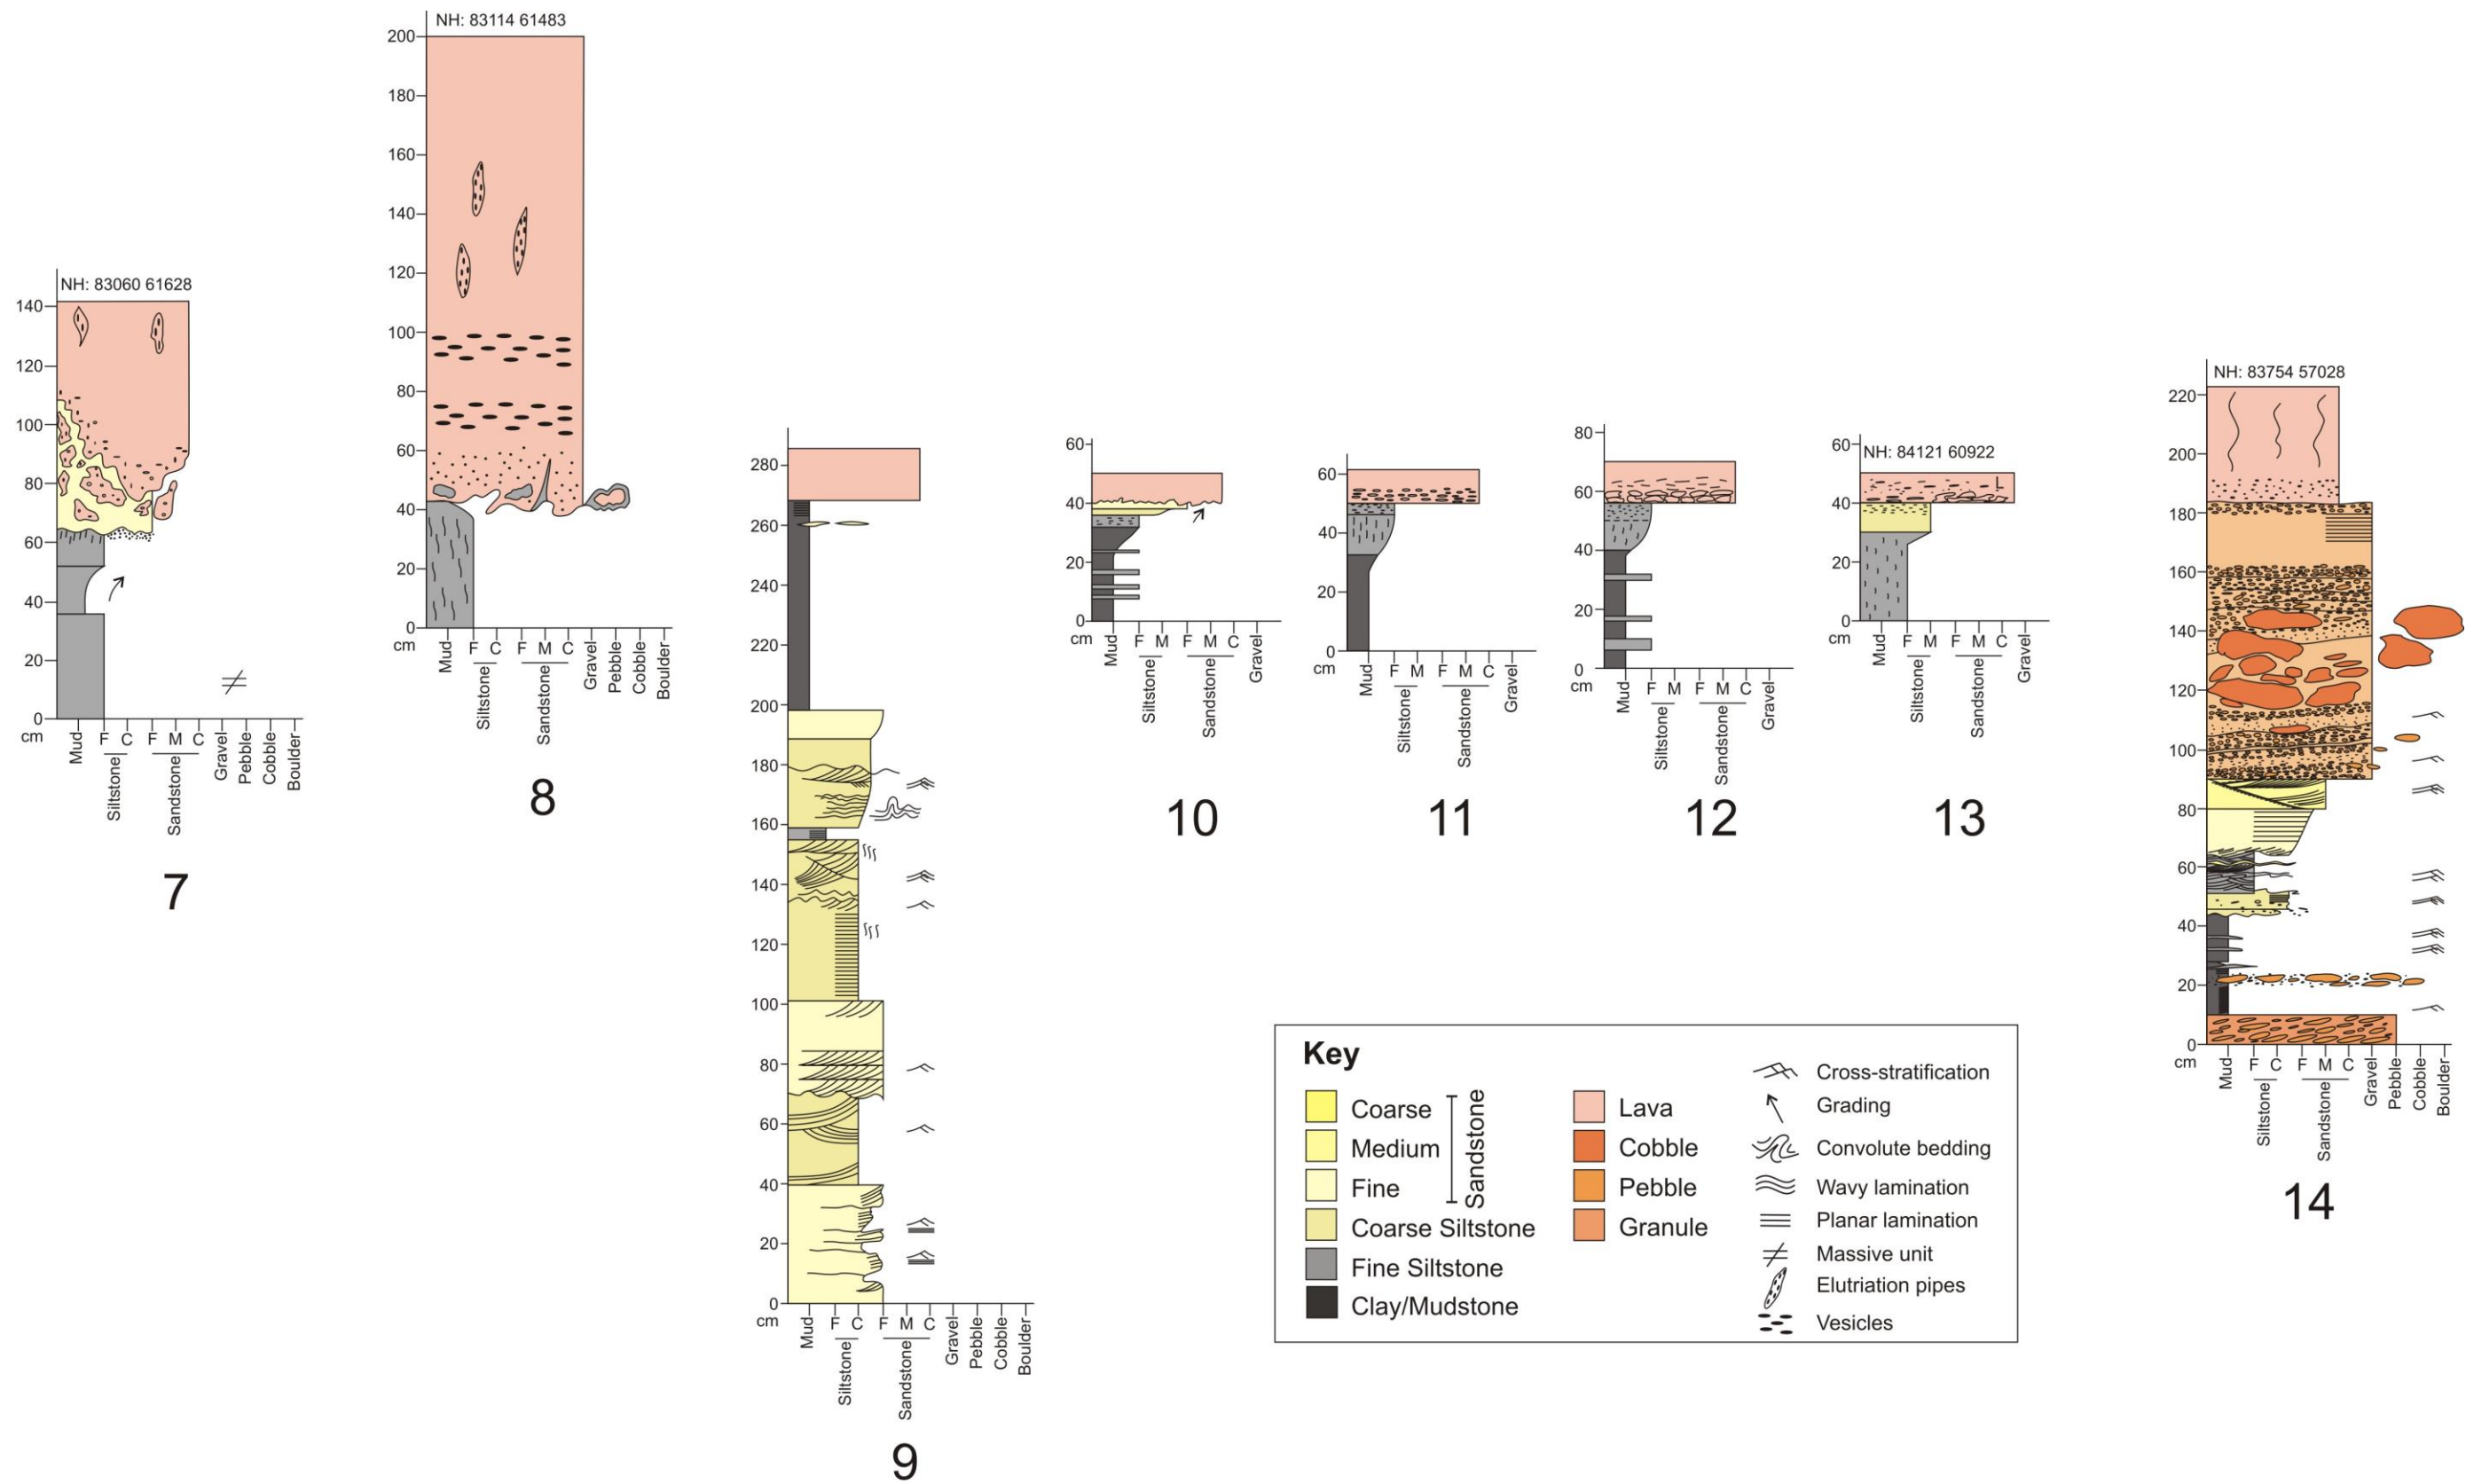 NH: 83060 61628
140
120
100
80
60
40
20
0
cm
Mud
F C
Siltstone
F M C
Sandstone
Gravel
Pebble
Cobble
Boulder
7
NH: 83114 61483
200
180
160
140
120
100
80
60
40
20
0
cm
Mud
F C
Siltstone
F M C
Sandstone
Gravel
Pebble
Cobble
Boulder
8
280
260
240
220
200
180
160
140
120
100
80
60
40
20
0
cm
Mud
F C
Siltstone
F M C
Sandstone
Gravel
Pebble
Cobble
Boulder
9
60
40
20
0
cm
Mud
F M
Siltstone
F M C
Sandstone
Gravel
10
60
40
20
0
cm
Mud
F M
Siltstone
F M C
Sandstone
Gravel
11
80
60
40
20
0
cm
Mud
F M
Siltstone
F M C
Sandstone
Gravel
12
NH: 84121 60922
60
40
20
0
L
cm
Mud
F M
Siltstone
F M C
Sandstone
Gravel
13
NH: 83754 57028
220
200
180
160
140
120
100
80
60
40
20
0
cm
Mud
F C
Siltstone
F M C
Sandstone
Gravel
Pebble
Cobble
Boulder
14
Key
Coarse
Medium
Fine
Sandstone
Coarse Siltstone
Fine Siltstone
Clay/Mudstone
Lava
Cobble
Pebble
Granule
Cross-stratification
Grading
Convolute bedding
Wavy lamination
Planar lamination
Massive unit
Elutriation pipes
Vesicles